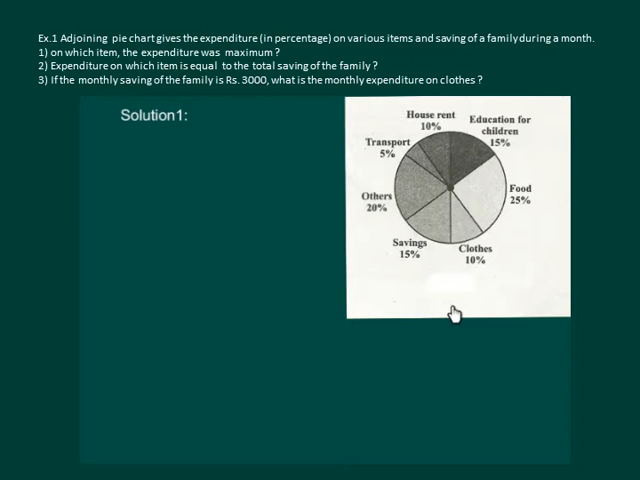 Ex.1 Adjoining pie chart gives the expenditure (in percentage) on various items and saving of a family during a month.
1) on which item, the expenditure was maximum ?
2) Expenditure on which item is equal to the total saving of the family ?
3) If the monthly saving of the family is Rs. 3000, what is the monthly expenditure on clothes ?
Solution1:
House rent
10%
Education for
children
15%
Transport
5%
Food
25%
Others
20%
Savings
15%
Clothes
10%